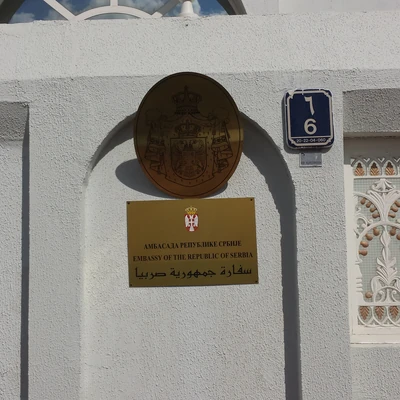 ٦
6
АМБАСАДА РЕПУБЛИКЕ СРБИЈЕ
EMBASSY OF THE REPUBLIC OF SERBIA
سفارة جمهورية صربيا